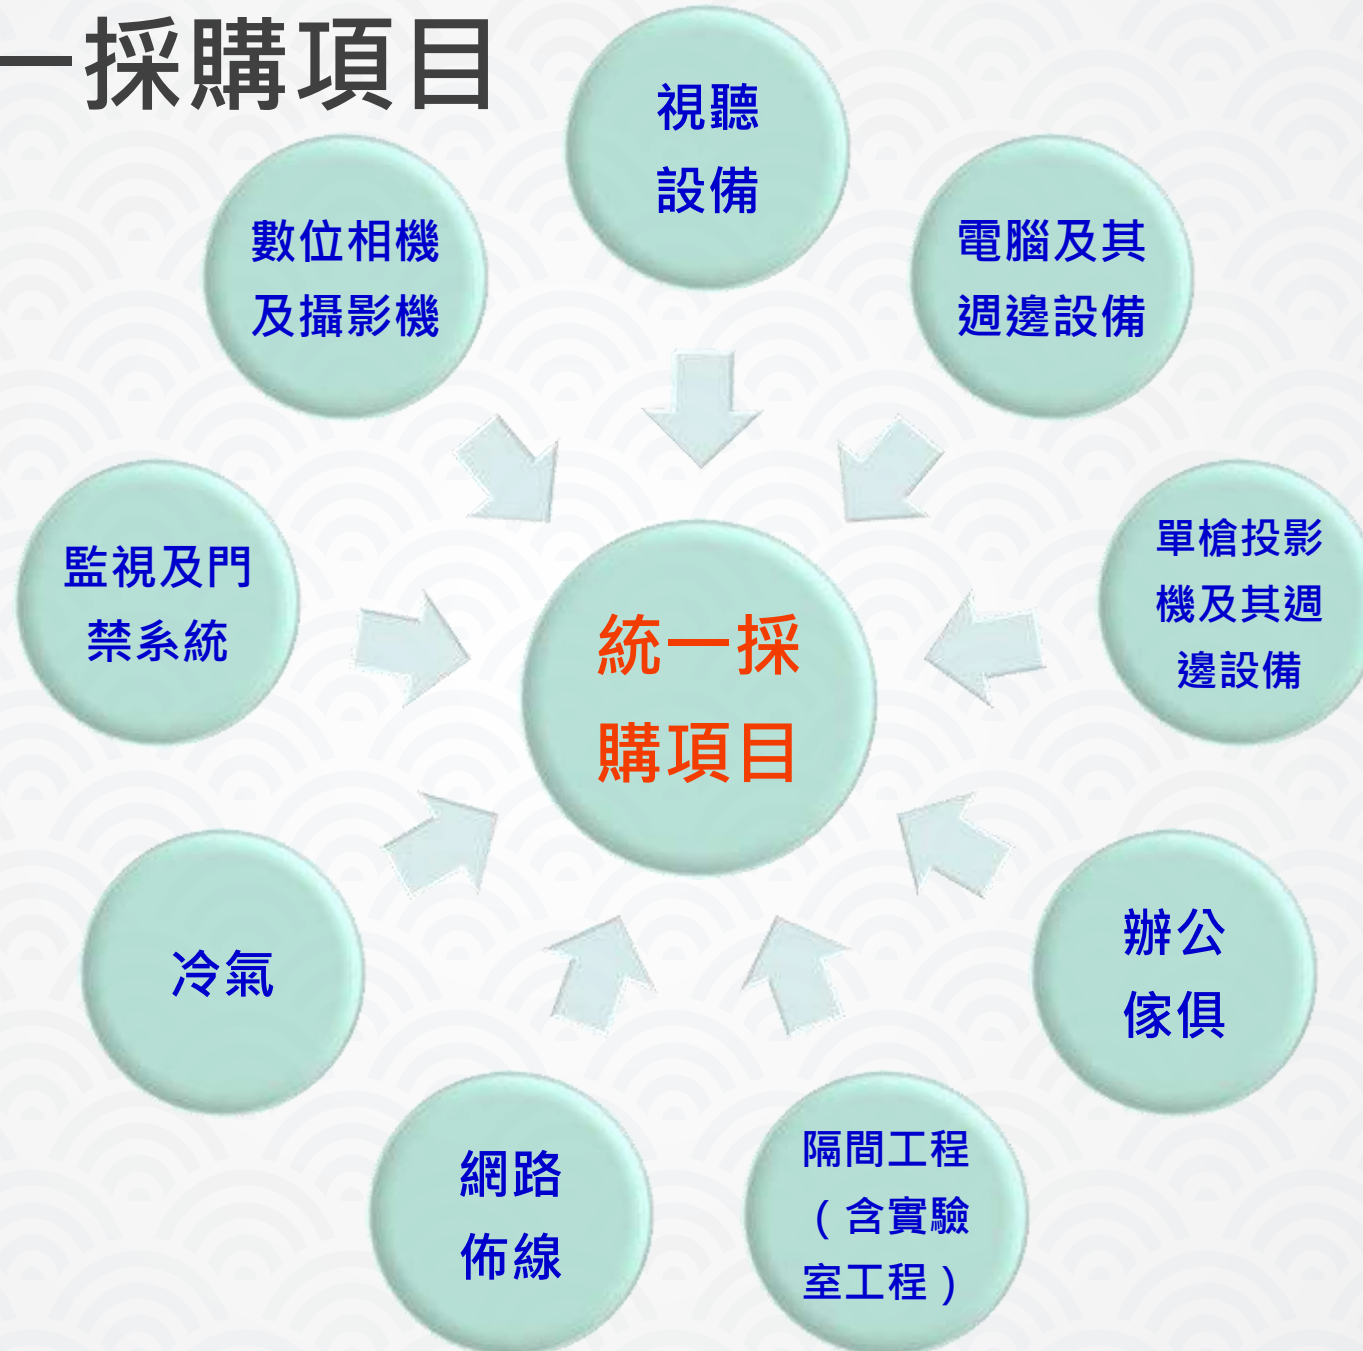 一採購項目
視聽
設備
電腦及其
週邊設備
單槍投影
機及其週
邊設備
辦公
傢俱
隔間工程
（含實驗
室工程）
網路
佈線
冷氣
監視及門
禁系統
數位相機
及攝影機
統一採
購項目